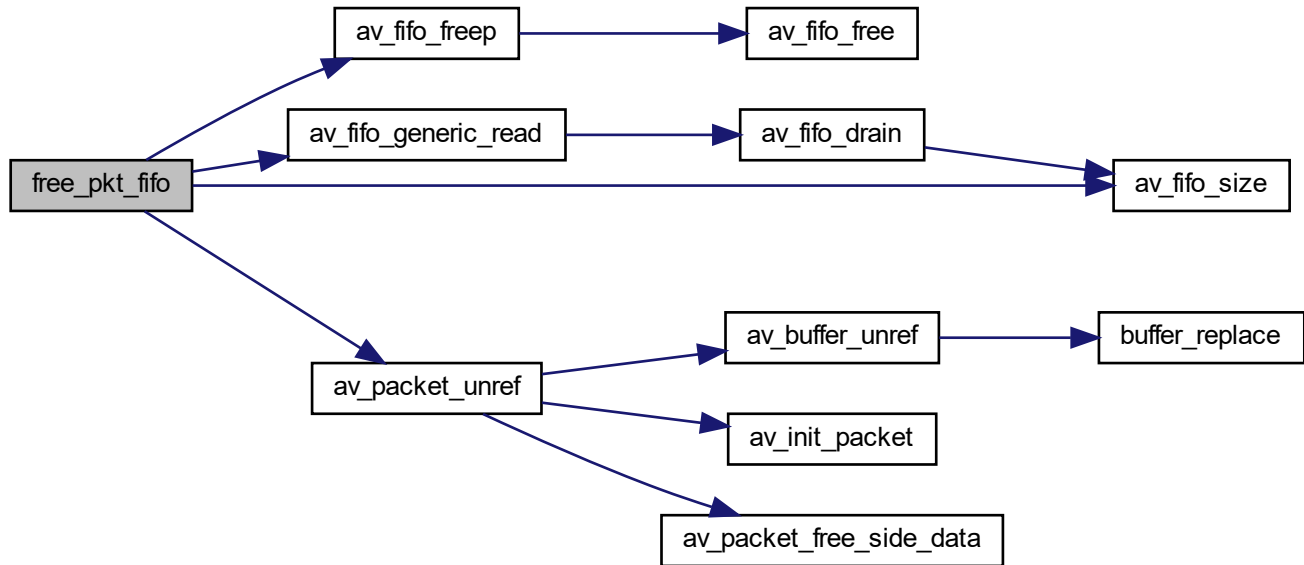 av_fifo_freep
av_fifo_free
av_fifo_generic_read
av_fifo_drain
free_pkt_fifo
av_fifo_size
av_buffer_unref
buffer_replace
av_packet_unref
av_init_packet
av_packet_free_side_data